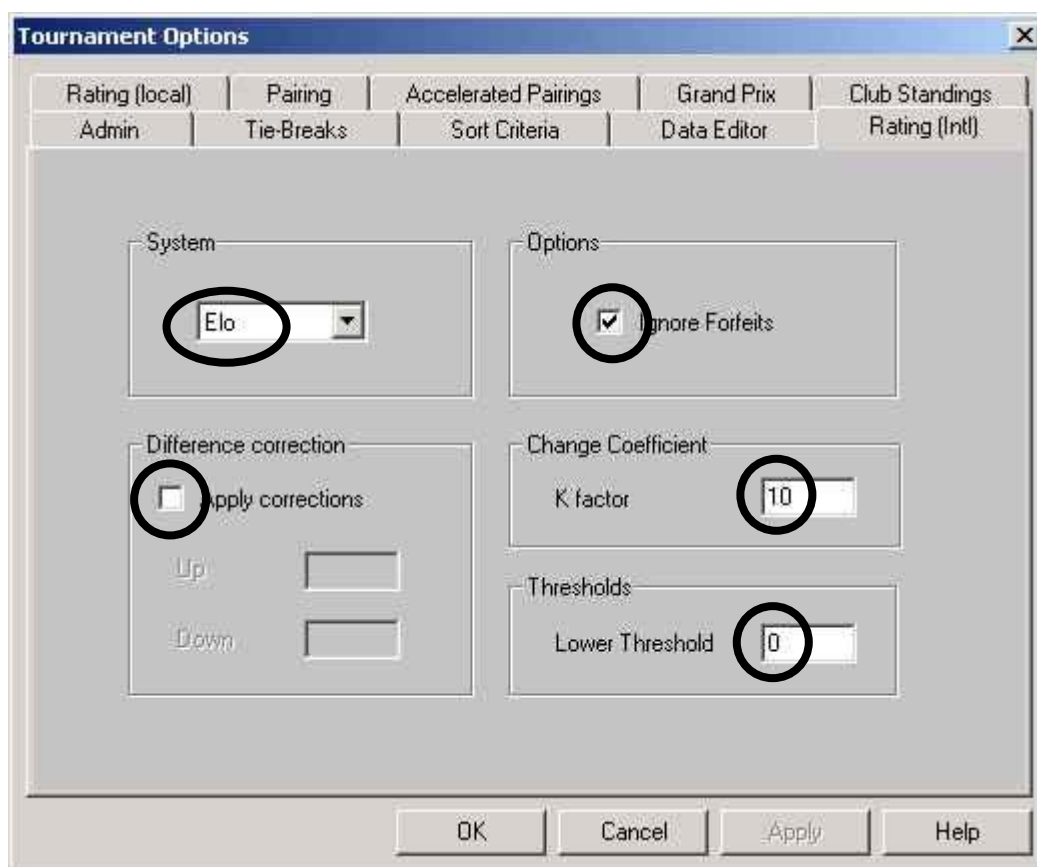 Tournament Options
Rating (local) Pairing Accelerated Pairings Grand Prix Club Standings
Admin Tie-Breaks Sort Criteria Data Editor Rating (Intl)
System
Elo
Options
Ignore Forfeits
Difference correction
Apply corrections
Up
Down
Change Coefficient
K factor 10
Thresholds
Lower Threshold 0
OK Cancel Apply Help